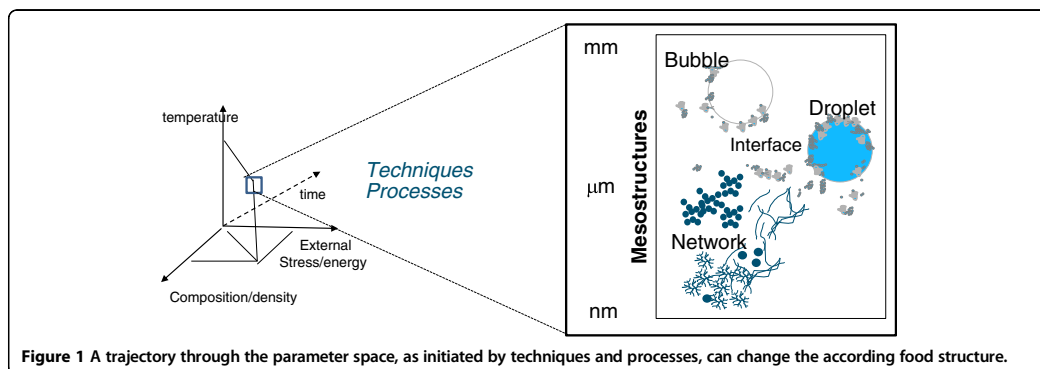 temperature
time
External
Stress/energy
Composition/density
Techniques
Processes
mm
μm
nm
Mesostructures
Bubble
Droplet
Interface
Network
Figure 1 A trajectory through the parameter space, as initiated by techniques and processes, can change the according food structure.